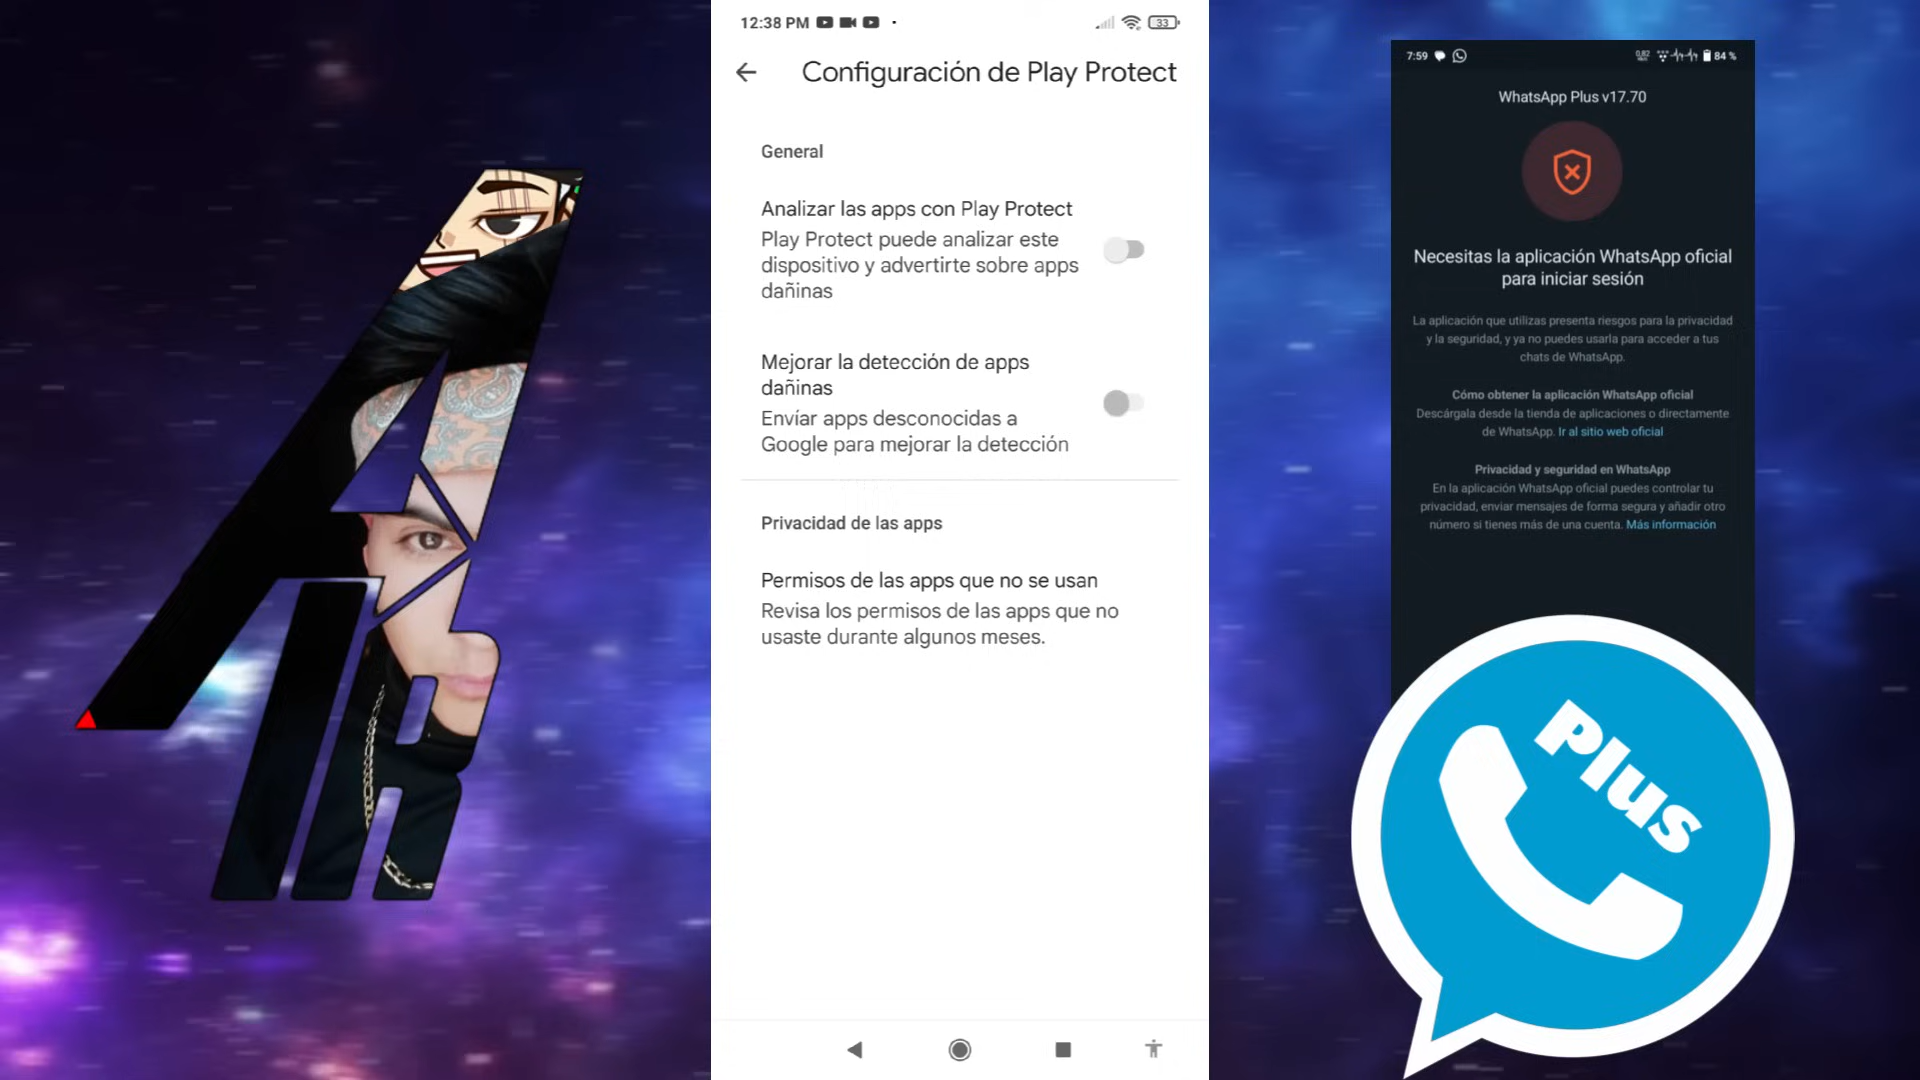 12:38 PM
33
Configuración de Play Protect
General
Analizar las apps con Play Protect
Play Protect puede analizar este
dispositivo y advertirte sobre apps
dañinas
Mejorar la detección de apps
dañinas
Envíar apps desconocidas a
Google para mejorar la detección
Privacidad de las apps
Permisos de las apps que no se usan
Revisa los permisos de las apps que no
usaste durante algunos meses.
7:59
84 %
WhatsApp Plus v17.70
Necesitas la aplicación WhatsApp oficial
para iniciar sesión
La aplicación que utilizas presenta riesgos para la privacidad
y la seguridad, y ya no puedes usarla para acceder a tus
chats de WhatsApp.
Cómo obtener la aplicación WhatsApp oficial
Descárgala desde la tienda de aplicaciones o directamente
de WhatsApp. Ir al sitio web oficial
Privacidad y seguridad en WhatsApp
En la aplicación WhatsApp oficial puedes controlar tu
privacidad, enviar mensajes de forma segura y añadir otro
número si tienes más de una cuenta. Más información
Plus